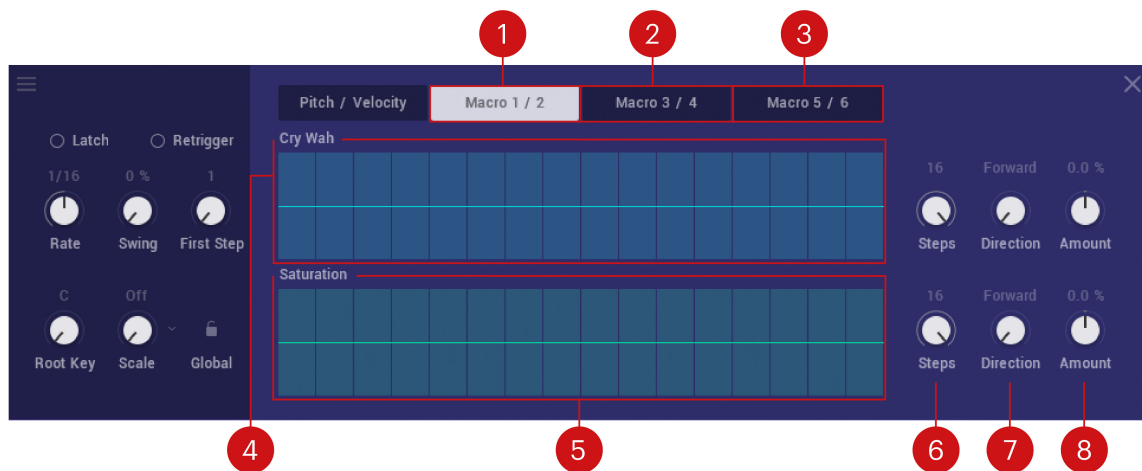 1 2 3
Pitch / Velocity Macro 1 / 2 Macro 3 / 4 Macro 5 / 6
Latch Retrigger
Cry Wah
1/16 0 % 1
Rate Swing First Step
16 Forward 0.0 %
Steps Direction Amount
Saturation
C Off
Root Key Scale Global
16 Forward 0.0 %
Steps Direction Amount
4 5 6 7 8